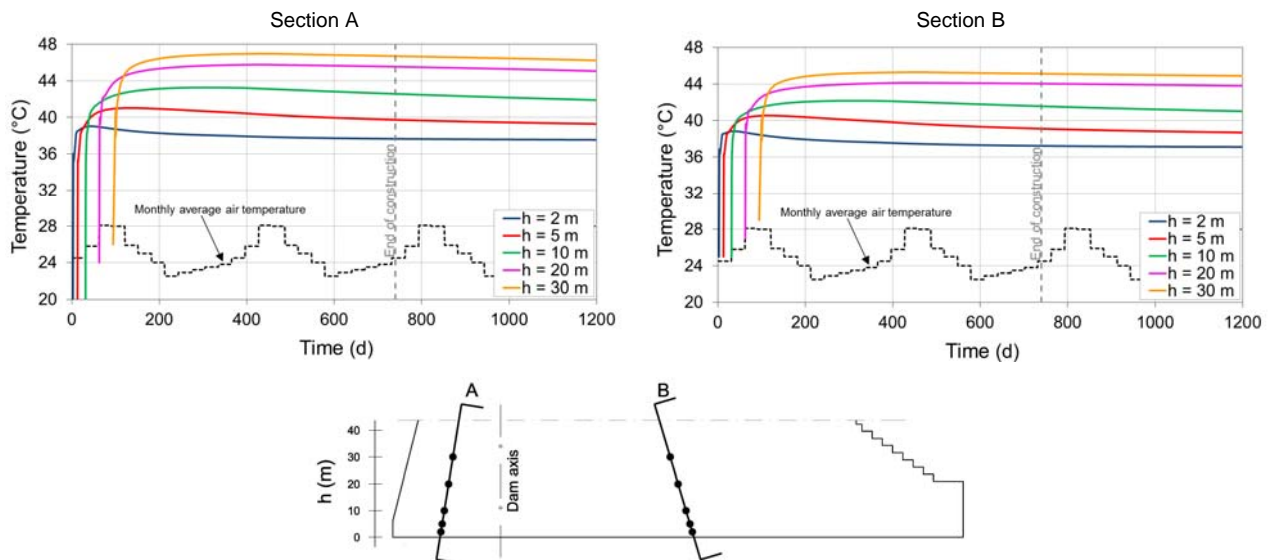 Section A
Section B
48
44
40
36
32
28
24
20
Temperature (°C)
Monthly average air temperature
End of construction
h = 2 m
h = 5 m
h = 10 m
h = 20 m
h = 30 m
0 200 400 600 800 1000 1200
Time (d)
48
44
40
36
32
28
24
20
Temperature (°C)
Monthly average air temperature
End of construction
h = 2 m
h = 5 m
h = 10 m
h = 20 m
h = 30 m
0 200 400 600 800 1000 1200
Time (d)
A
B
h (m)
40
30
20
10
0
Dam axis